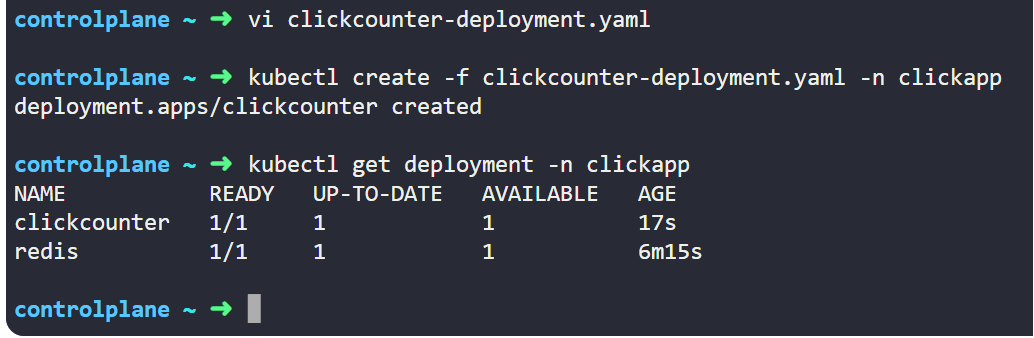 controlplane ~ ➜ vi clickcounter-deployment.yaml
controlplane ~ ➜ kubectl create -f clickcounter-deployment.yaml -n clickapp
deployment.apps/clickcounter created
controlplane ~ ➜ kubectl get deployment -n clickapp
NAME READY UP-TO-DATE AVAILABLE AGE
clickcounter 1/1 1 1 17s
redis 1/1 1 1 6m15s
controlplane ~ ➜